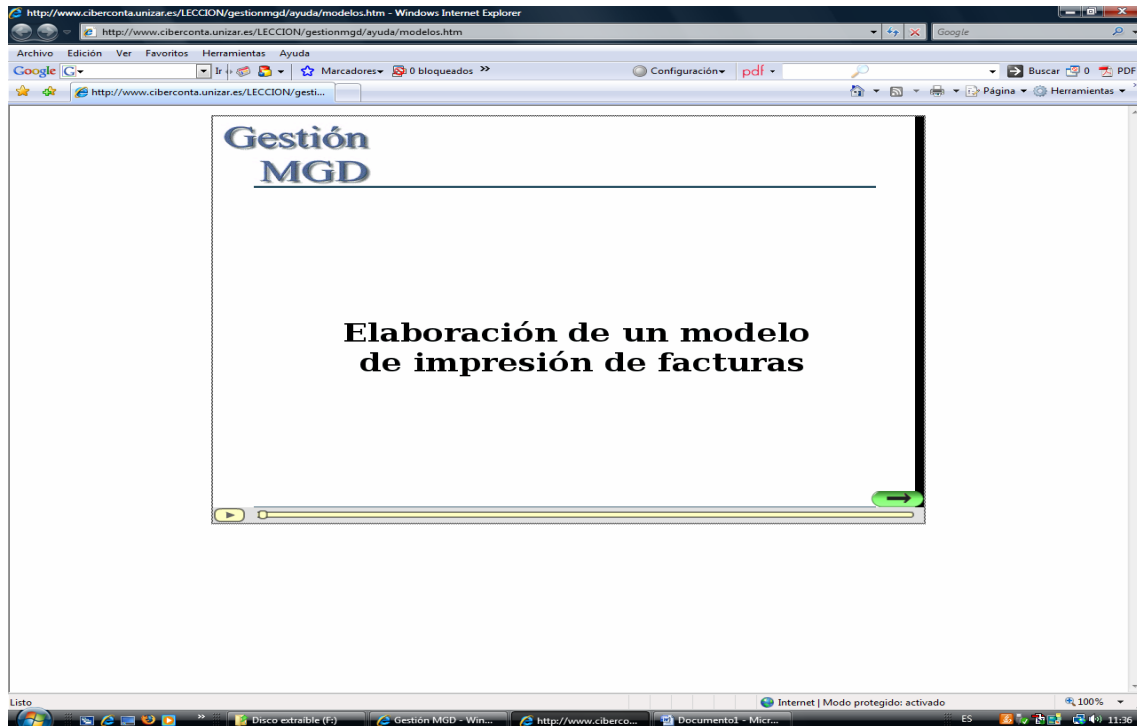 http://www.ciberconta.unizar.es/LECCION/gestionmgd/ayuda/modelos.htm - Windows Internet Explorer
http://www.ciberconta.unizar.es/LECCION/gestionmgd/ayuda/modelos.htm
Google
Archivo Edición Ver Favoritos Herramientas Ayuda
Google G Ir Marcadores 0 bloqueados » Configuración pdf Buscar 0 PDF
http://www.ciberconta.unizar.es/LECCION/gesti... Página Herramientas
Gestión
MGD
Elaboración de un modelo
de impresión de facturas
Listo Internet | Modo protegido: activado 100%
» Disco extraíble (F:) Gestión MGD - Win... http://www.ciberco... Documento1 - Micr... ES 11:36